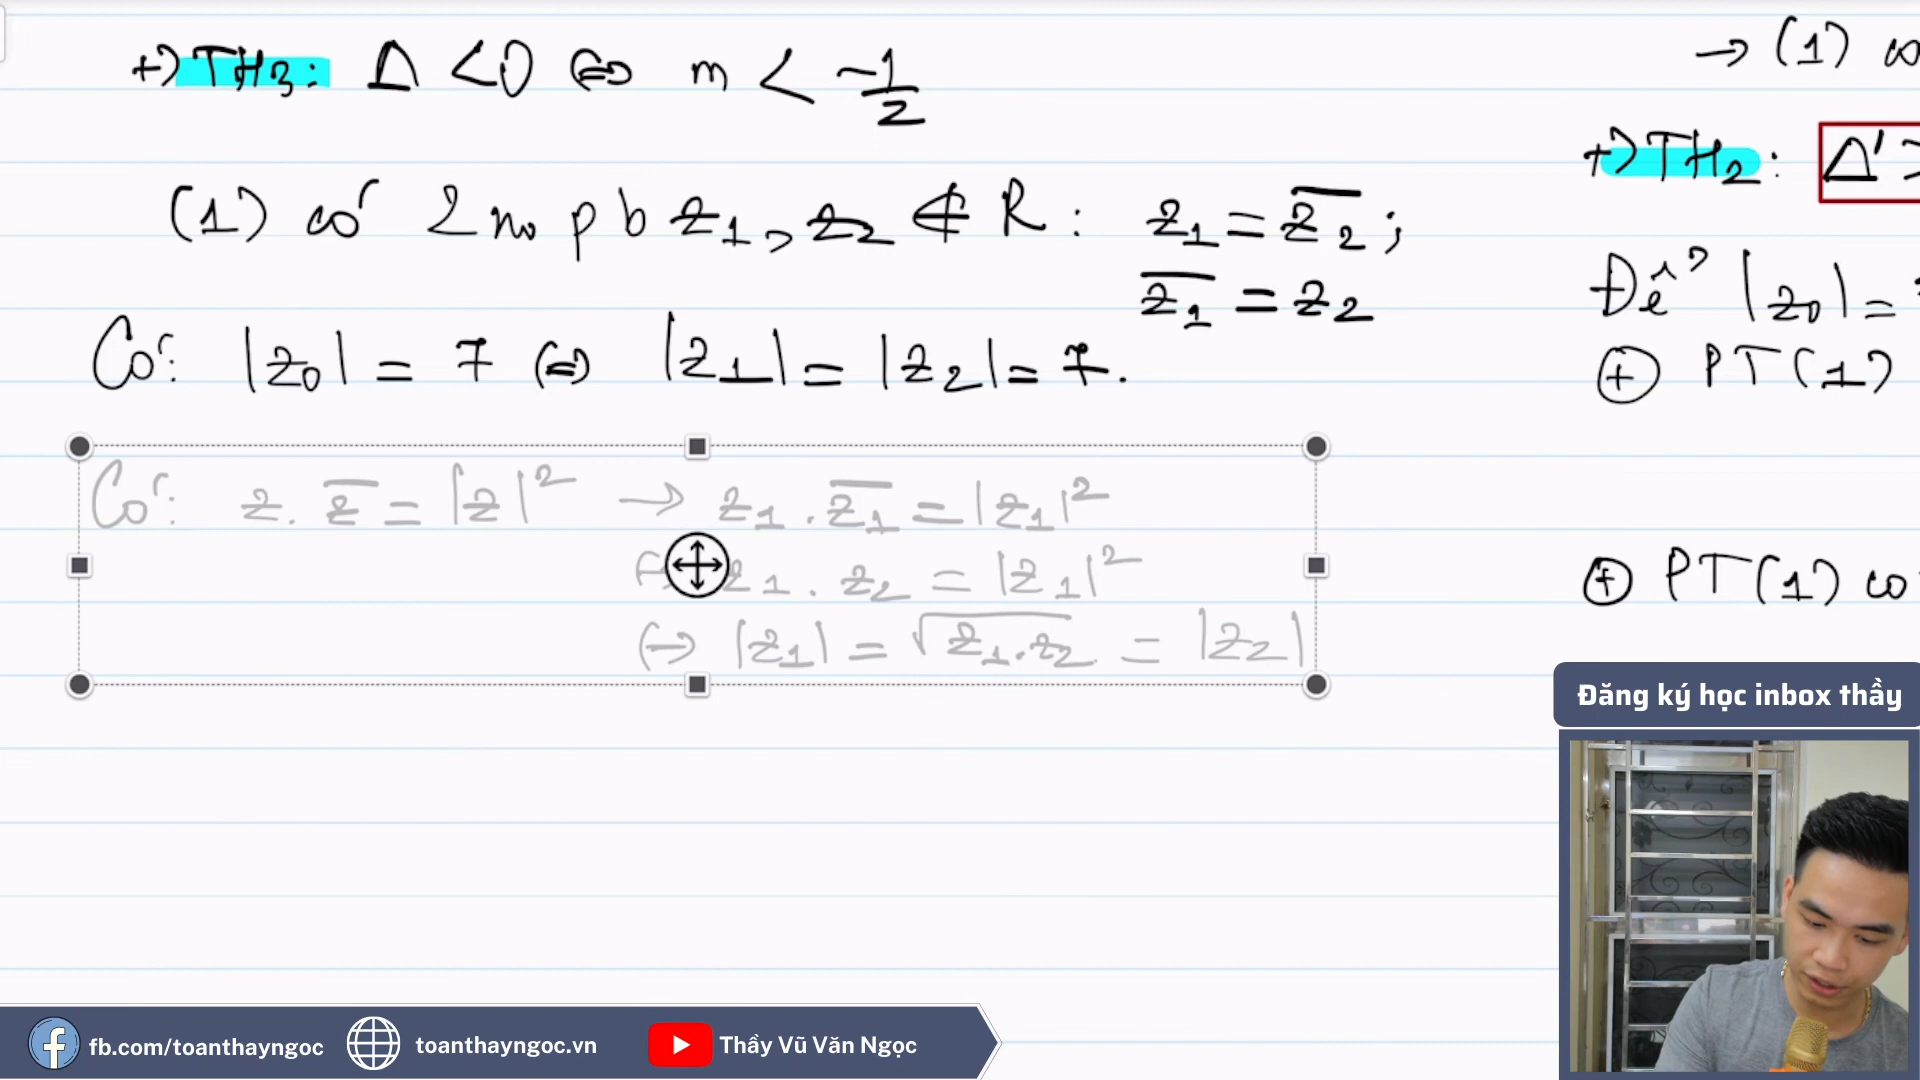 +) TH3: Δ < 0 ⇔ m < -1/2
(1) có 2 no pb z₁, z₂ ∉ R: z₁ = z̅₂;
z̅₁ = z₂
Có: |z₀| = 7 ⇔ |z₁| = |z₂| = 7.
Có: z. z̅ = |z|² → z₁ . z̅₁ = |z₁|²
z₁ . z₂ = |z₁|²
↔ |z₁| = √z₁.z₂ = |z₂|
→ (1) có
+) TH2: Δ'
Để |z₀| =
⊕ PT(1)
⊕ PT(1) có
Đăng ký học inbox thầy
fb.com/toanthayngoc
toanthayngoc.vn
Thầy Vũ Văn Ngọc